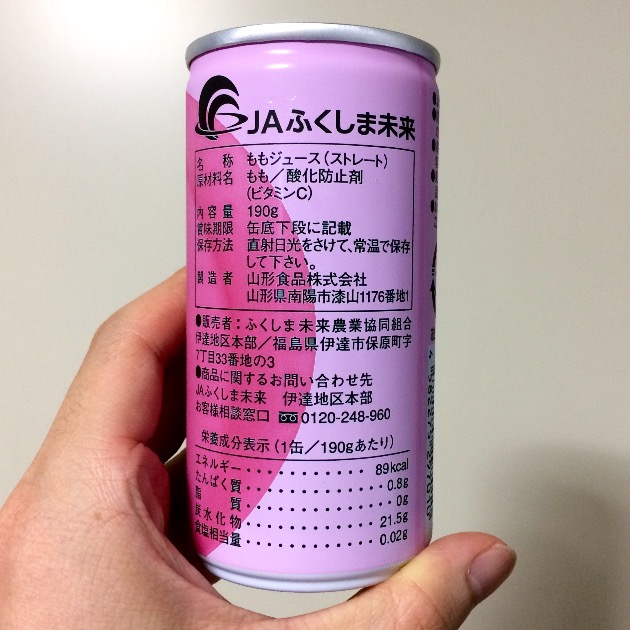 JAふくしま未来
名称 ももジュース(ストレート)
原材料名 もも/酸化防止剤
(ビタミンC)
内容量 190g
賞味期限 缶底下段に記載
保存方法 直射日光をさけて、常温で保存
して下さい。
製造者 山形食品株式会社
山形県南陽市漆山1176番地1
●販売者:ふくしま未来農業協同組合
伊達地区本部/福島県伊達市保原町字
7丁目33番地の3
●商品に関するお問い合わせ先
JAふくしま未来 伊達地区本部
お客様相談窓口 0120-248-960
栄養成分表示(1缶/190gあたり)
エネルギー 89kcal
たんぱく質 0.8g
脂質 0g
炭水化物 21.5g
食塩相当量 0.02g